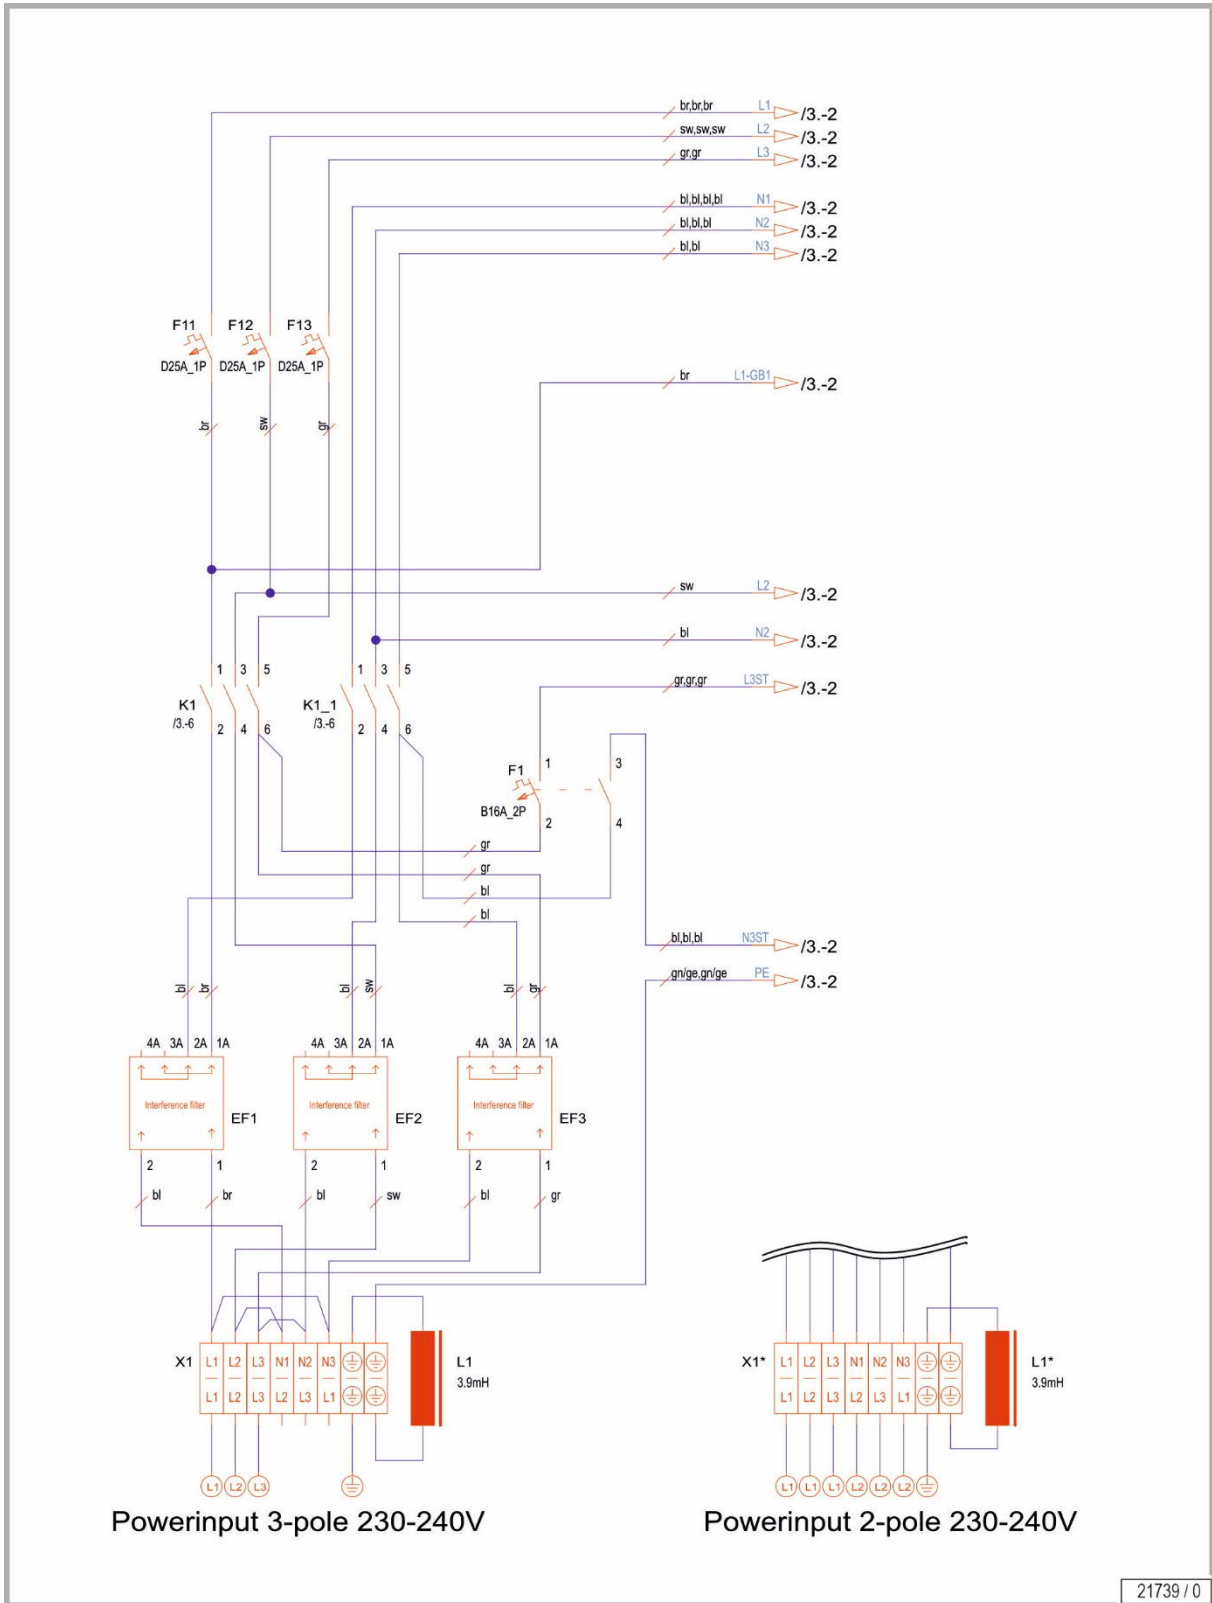 br,br,br L1 /3.-2
sw,sw,sw L2 /3.-2
gr,gr L3 /3.-2
bl,bl,bl,bl N1 /3.-2
bl,bl,bl N2 /3.-2
bl,bl N3 /3.-2
F11 F12 F13
D25A_1P D25A_1P D25A_1P
br L1-GB1 /3.-2
br sw gr
sw L2 /3.-2
bl N2 /3.-2
1 3 5 1 3 5
gr,gr,gr L3ST /3.-2
K1 K1_1
/3.-6 /3.-6
2 4 6 2 4 6
1 3
F1
B16A_2P
2 4
gr
gr
bl
bl
bl,bl,bl N3ST /3.-2
gn/ge,gn/ge PE /3.-2
bl br bl sw bl gr
4A 3A 2A 1A 4A 3A 2A 1A 4A 3A 2A 1A
Interference filter Interference filter Interference filter
EF1 EF2 EF3
2 1 2 1 2 1
bl br bl sw bl gr
X1 L1 L2 L3 N1 N2 N3 L1
L1 L2 L3 L2 L3 L1 3.9mH
L1 L2 L3
Powerinput 3-pole 230-240V
X1* L1 L2 L3 N1 N2 N3 L1*
L1 L2 L3 L2 L3 L1 3.9mH
L1 L1 L1 L2 L2 L2
Powerinput 2-pole 230-240V
21739 / 0